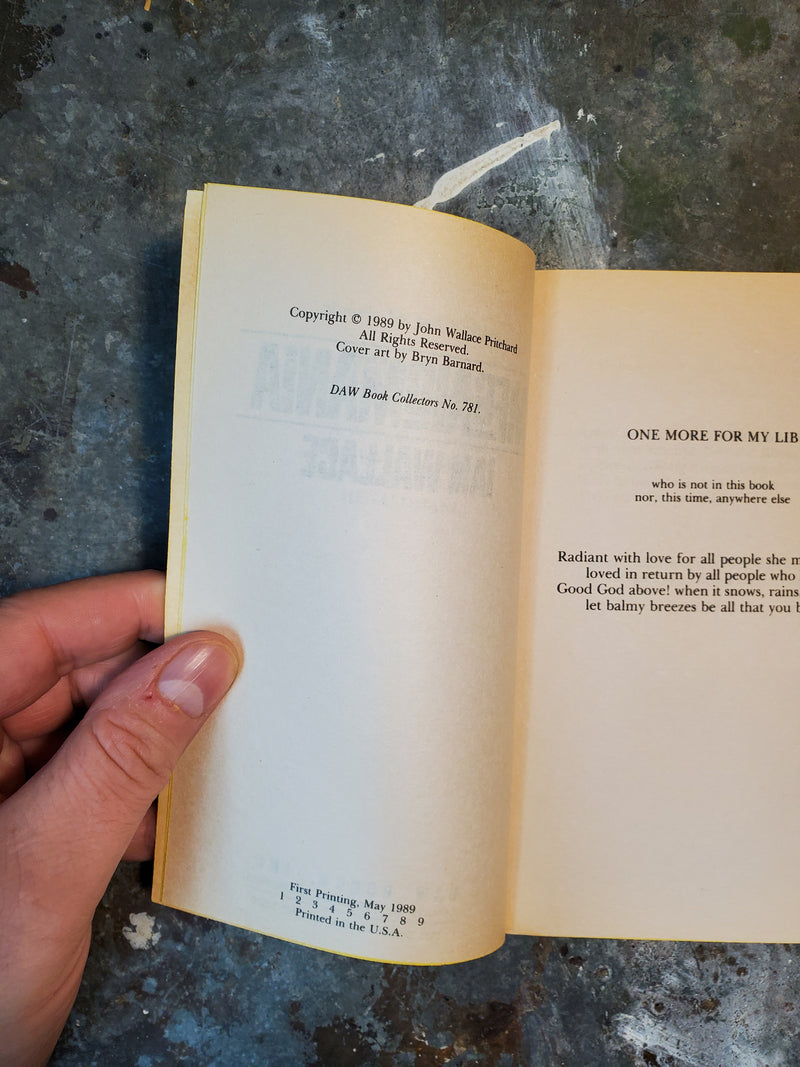 Copyright © 1989 by John Wallace Pritchard
All Rights Reserved.
Cover art by Bryn Barnard.
DAW Book Collectors No. 781.
First Printing, May 1989
1 2 3 4 5 6 7 8 9
Printed in the U.S.A.
ONE MORE FOR MY LIB
who is not in this book
nor, this time, anywhere else
Radiant with love for all people she
loved in return by all people who
Good God above! when it snows, rains
let balmy breezes be all that you